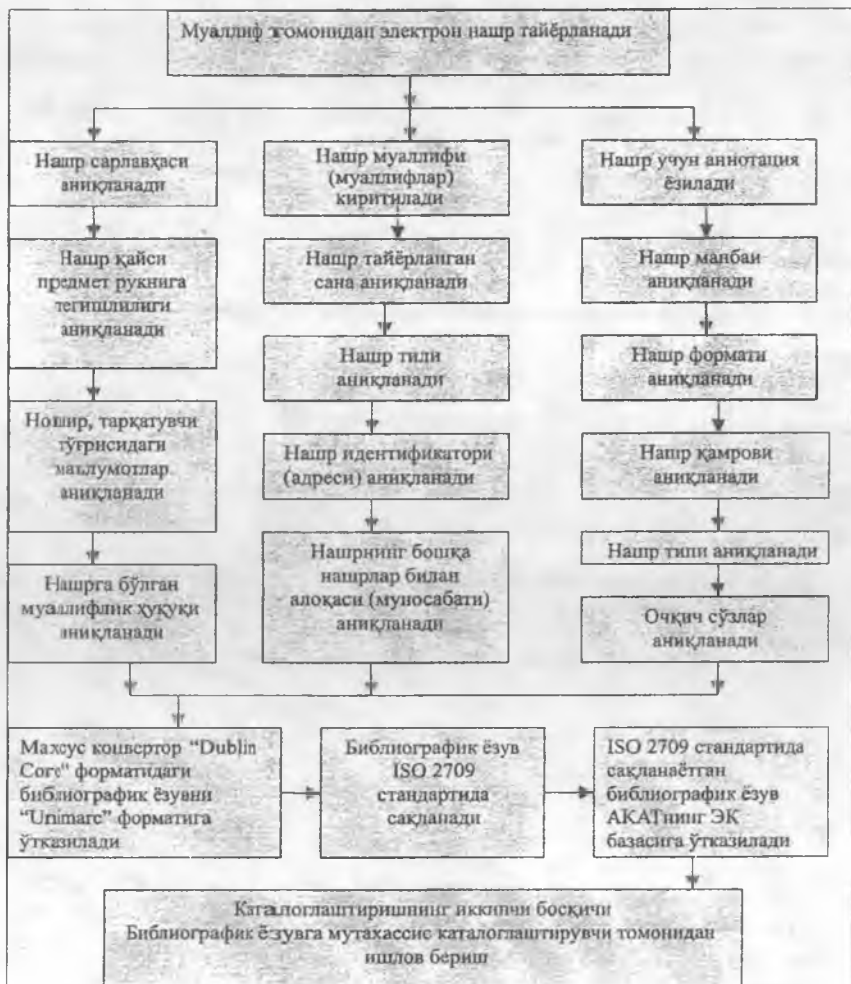 Муаллиф томонидан электрон нашр тайёрланади
Нашр сарлавҳаси
аниқланади
Нашр қайси
предмет рукнига
тегишлилиги
аниқланади
Ношир, тарқатувчи
тўғрисидаги
маълумотлар
аниқланади
Нашрга бўлган
муаллифлик ҳуқуқи
аниқланади
Нашр муаллифи
(муаллифлар)
киритилади
Нашр тайёрланган
сана аниқланади
Нашр тили
аниқланади
Нашр идентификатори
(адреси) аниқланади
Нашрнинг бошқа
нашрлар билан
алоқаси (муносабати)
аниқланади
Нашр учун аннотация
ёзилади
Нашр манбаи
аниқланади
Нашр формати
аниқланади
Нашр қамрови
аниқланади
Нашр типи аниқланади
Очқич сўзлар
аниқланади
Махсус конвертор “Dublin
Core” форматидаги
библиографик ёзувни
“Unimarc” форматига
ўтказилади
Библиографик ёзув
ISO 2709
стандартида
сақланади
ISO 2709 стандартида
сақланаётган
библиографик ёзув
АКАТнинг ЭК
базасига ўтказилади
Каталоглаштиришнинг иккинчи босқичи
Библиографик ёзувга мутахассис каталоглаштирувчи томонидан
ишлов бериш